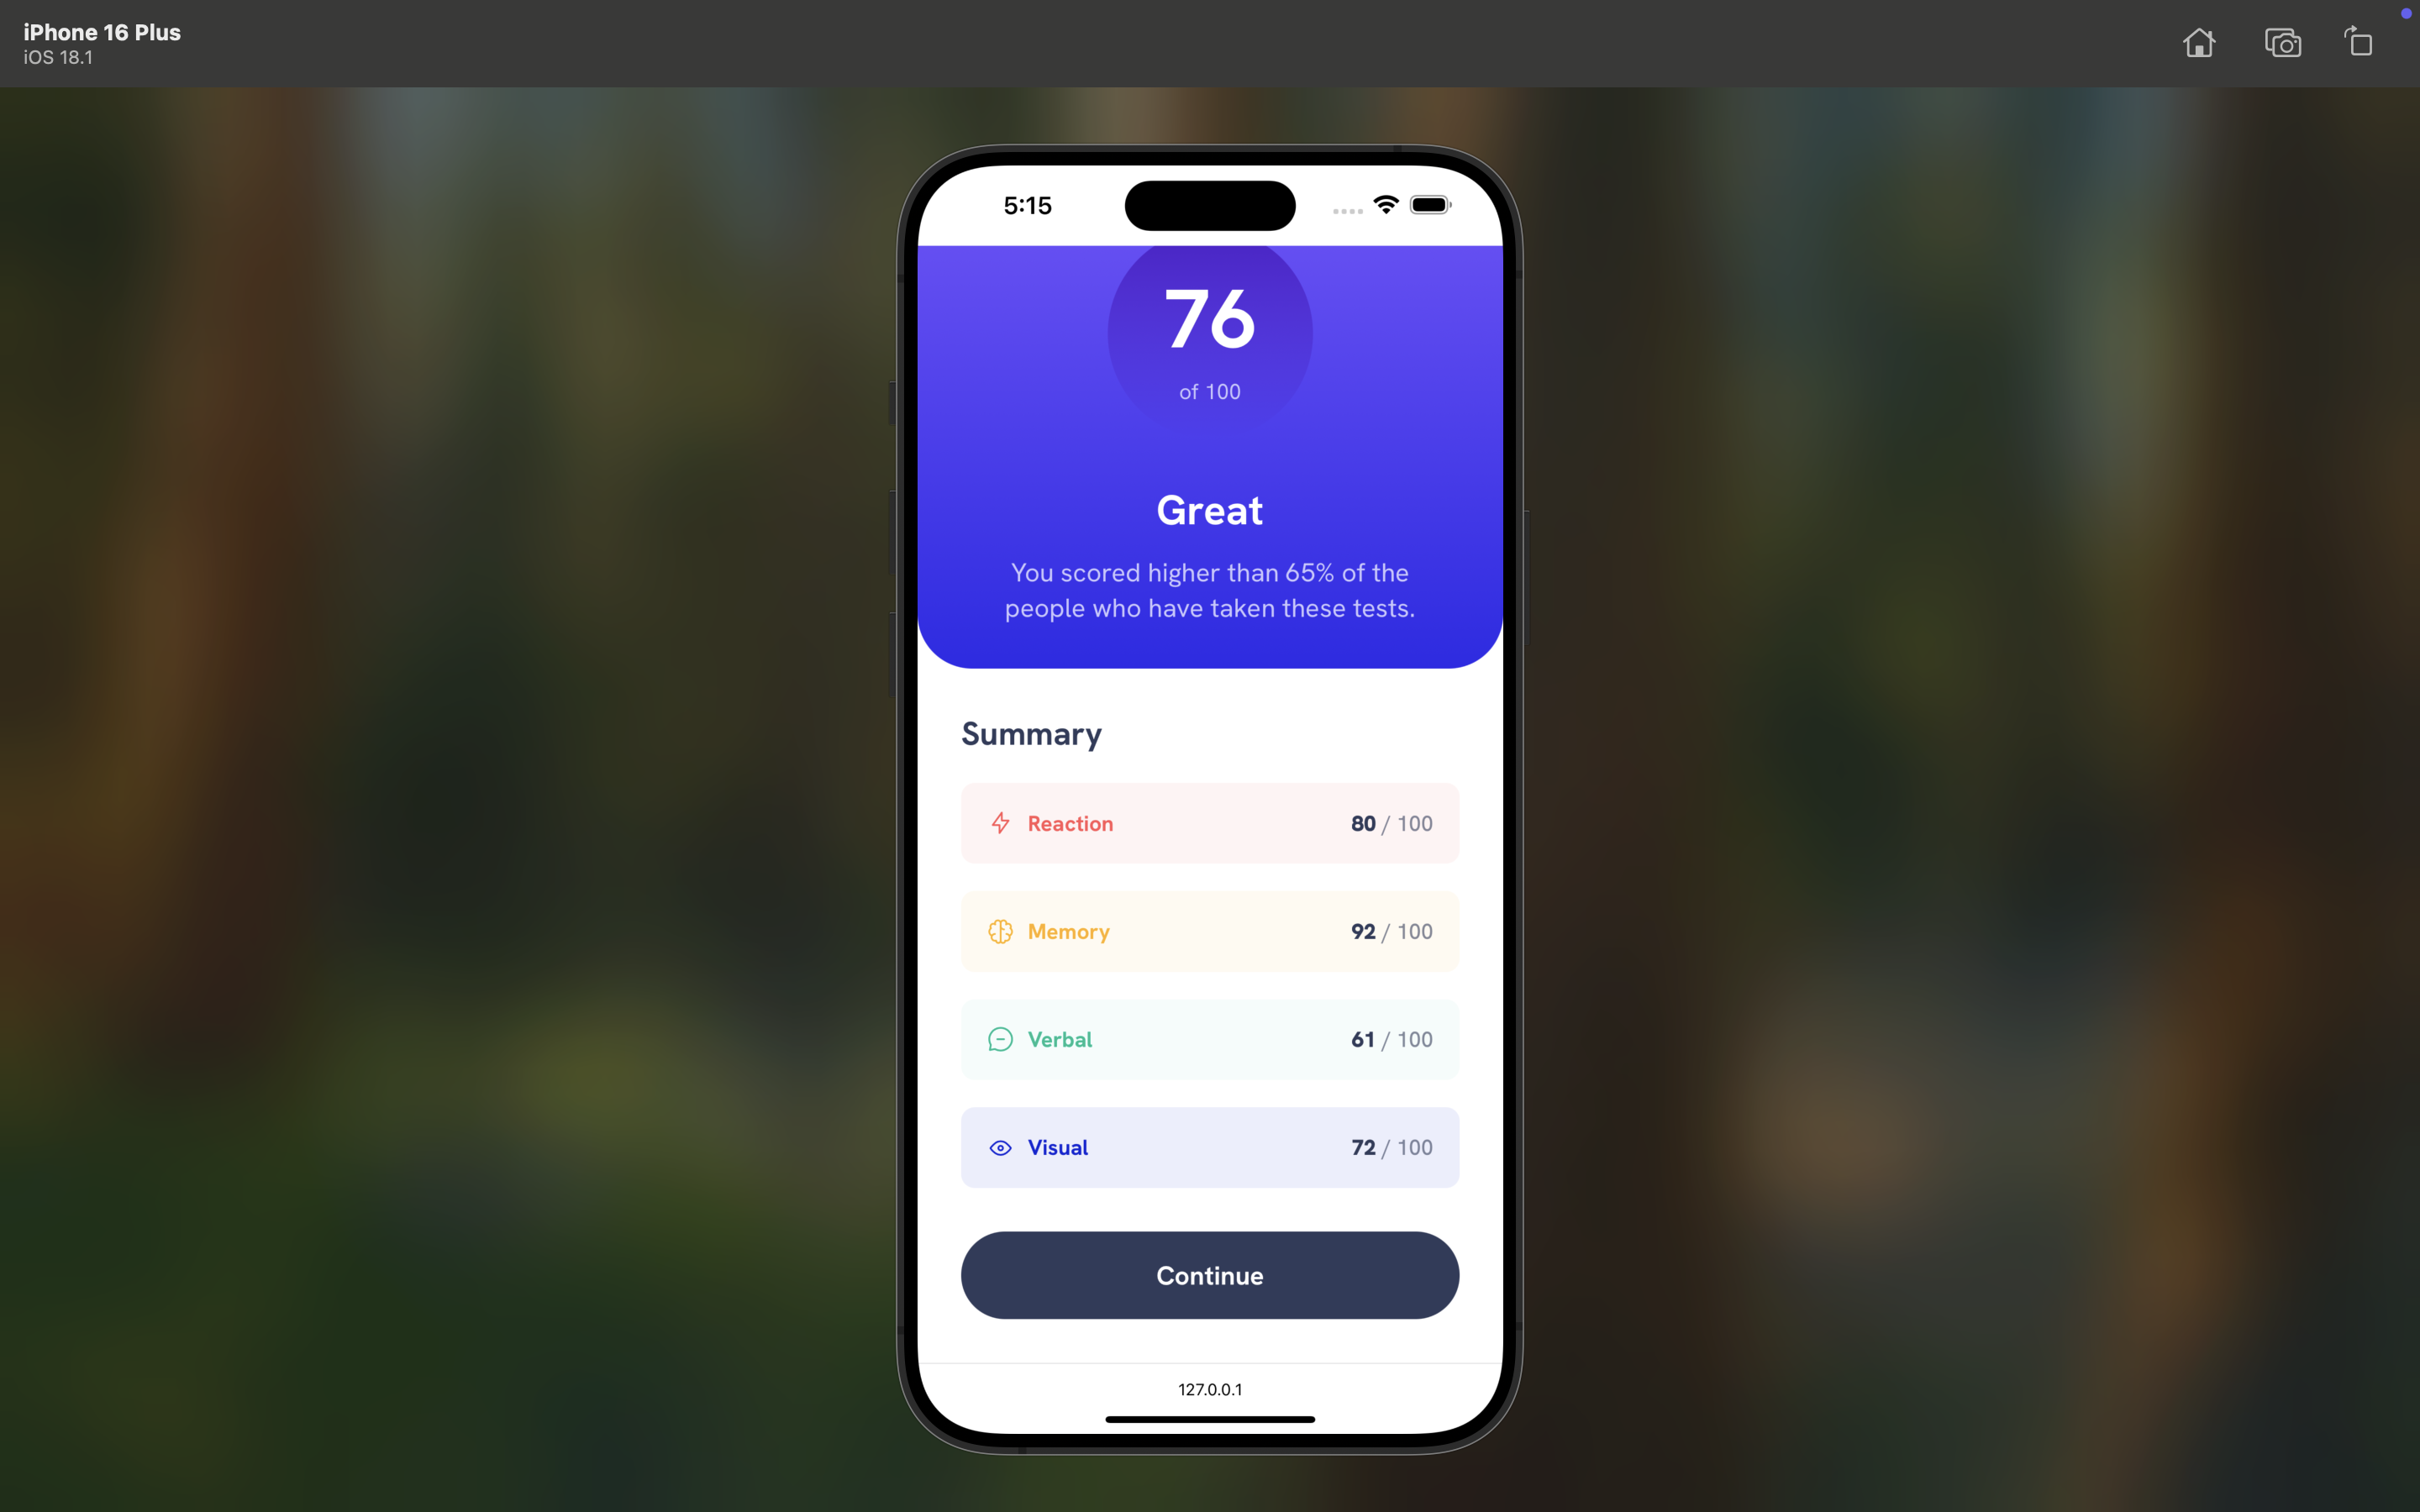 iPhone 16 Plus
iOS 18.1
5:15
76
of 100
Great
You scored higher than 65% of the
people who have taken these tests.
Summary
Reaction 80 / 100
Memory 92 / 100
Verbal 61 / 100
Visual 72 / 100
Continue
127.0.0.1